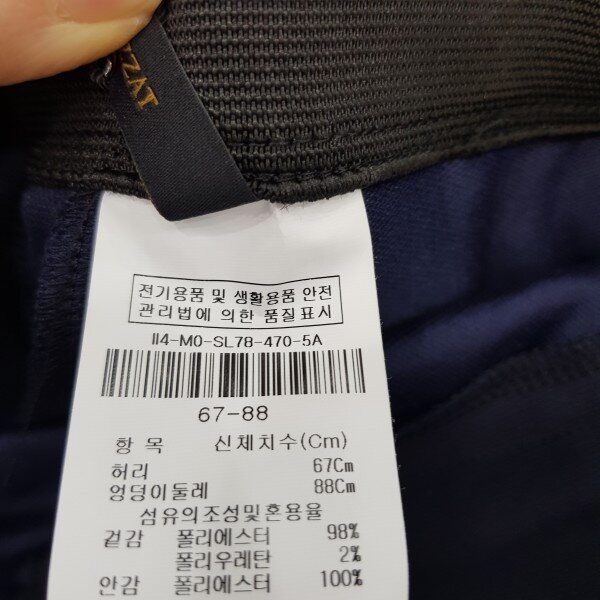 ZZAT
전기용품 및 생활용품 안전
관리법에 의한 품질표시
II4-MO-SL78-470-5A
67-88
항 목 신체치수(Cm)
허리 67Cm
엉덩이둘레 88Cm
섬유의조성및혼용율
겉감 폴리에스터 98%
폴리우레탄 2%
안감 폴리에스터 100%